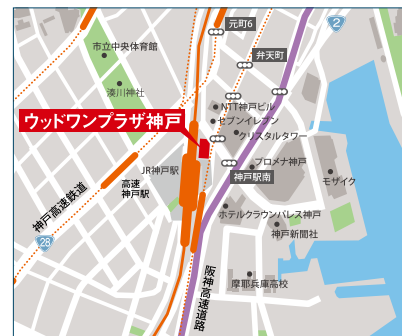 元町6
2
市立中央体育館
弁天町
湊川神社
NTT神戸ビル
セブンイレブン
ウッドワンプラザ神戸
クリスタルタワー
JR神戸駅
プロメナ神戸
高速
神戸駅
神戸駅南
モザイク
神戸高速鉄道
ホテルクラウンパレス神戸
28
神戸新聞社
阪神高速道路
摩耶兵庫高校